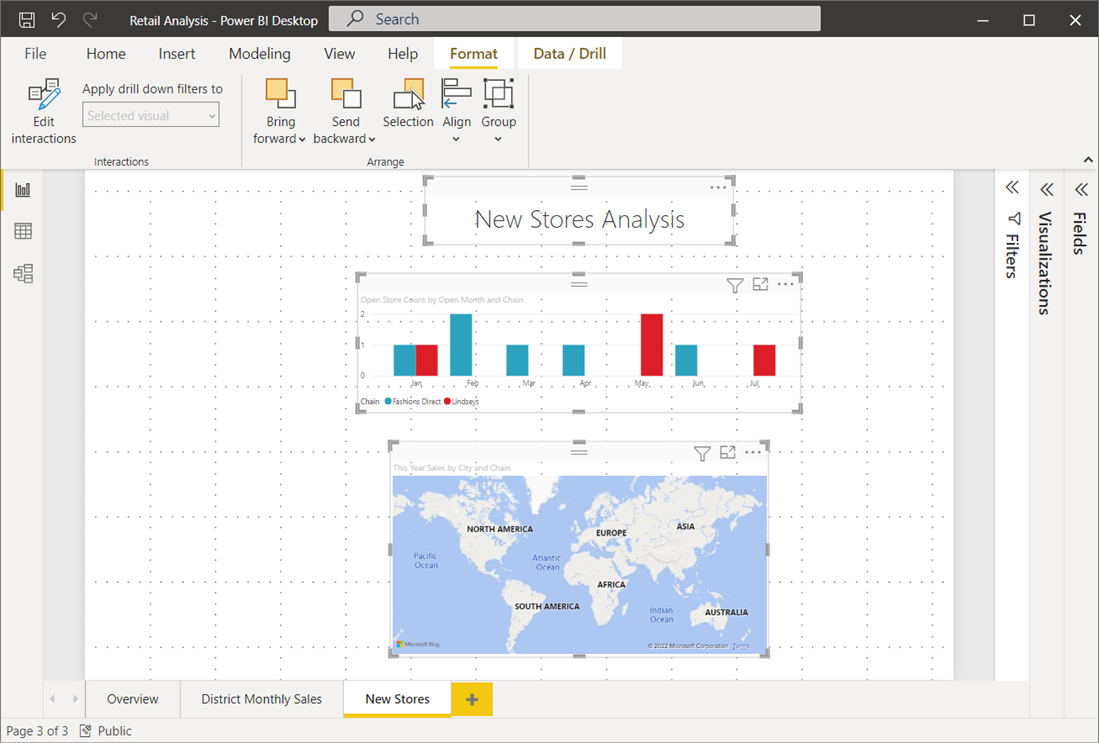 Retail Analysis - Power BI Desktop
Search
File Home Insert Modeling View Help Format Data / Drill
Edit interactions
Apply drill down filters to
Selected visual
Bring forward
Send backward
Selection
Align
Group
Interactions
Arrange
New Stores Analysis
Open Store Count by Open Month and Chain
2
1
0
Jan Feb Mar Apr May Jun Jul
Chain Fashions Direct Lindseys
This Year Sales by City and Chain
NORTH AMERICA
EUROPE
ASIA
Pacific
Ocean
Atlantic
Ocean
AFRICA
SOUTH AMERICA
Indian
Ocean
AUSTRALIA
Microsoft Bing
© 2022 Microsoft Corporation Terms
Filters
Visualizations
Fields
Overview District Monthly Sales New Stores +
Page 3 of 3 Public